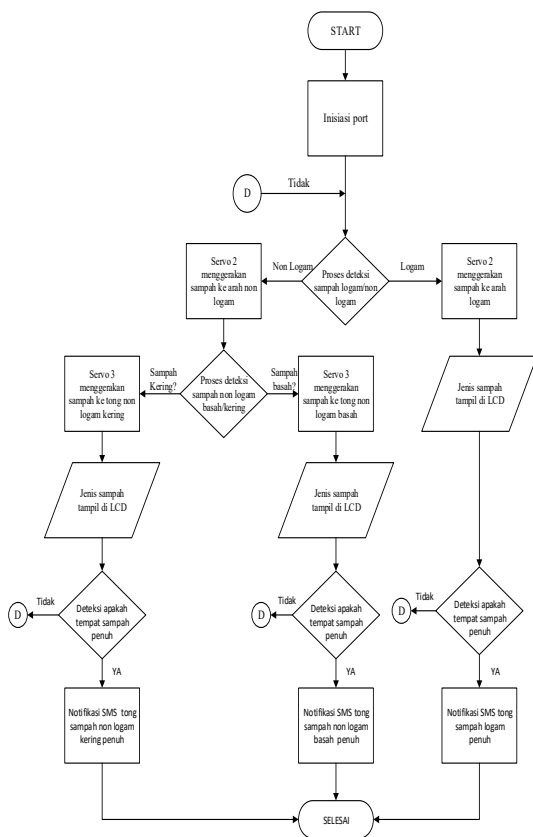 START
Inisiasi port
D
Tidak
Servo 2
menggerakan
sampah ke arah non
logam
Non Logam
Proses deteksi
sampah logam/non
logam
Logam
Servo 2
menggerakan
sampah ke arah
logam
Servo 3
menggerakan
sampah ke tong non
logam kering
Sampah
Kering?
Proses deteksi
sampah non logam
basah/kering
Sampah
basah?
Servo 3
menggerakan
sampah ke tong non
logam basah
Jenis sampah
tampil di LCD
Jenis sampah
tampil di LCD
Jenis sampah
tampil di LCD
D
Tidak
Deteksi apakah
tempat sampah
penuh
D
Tidak
Deteksi apakah
tempat sampah
penuh
D
Tidak
Deteksi apakah
tempat sampah
penuh
YA
YA
YA
Notifikasi SMS tong
sampah non logam
kering penuh
Notifikasi SMS tong
sampah non logam
basah penuh
Notifikasi SMS tong
sampah logam
penuh
SELESAI